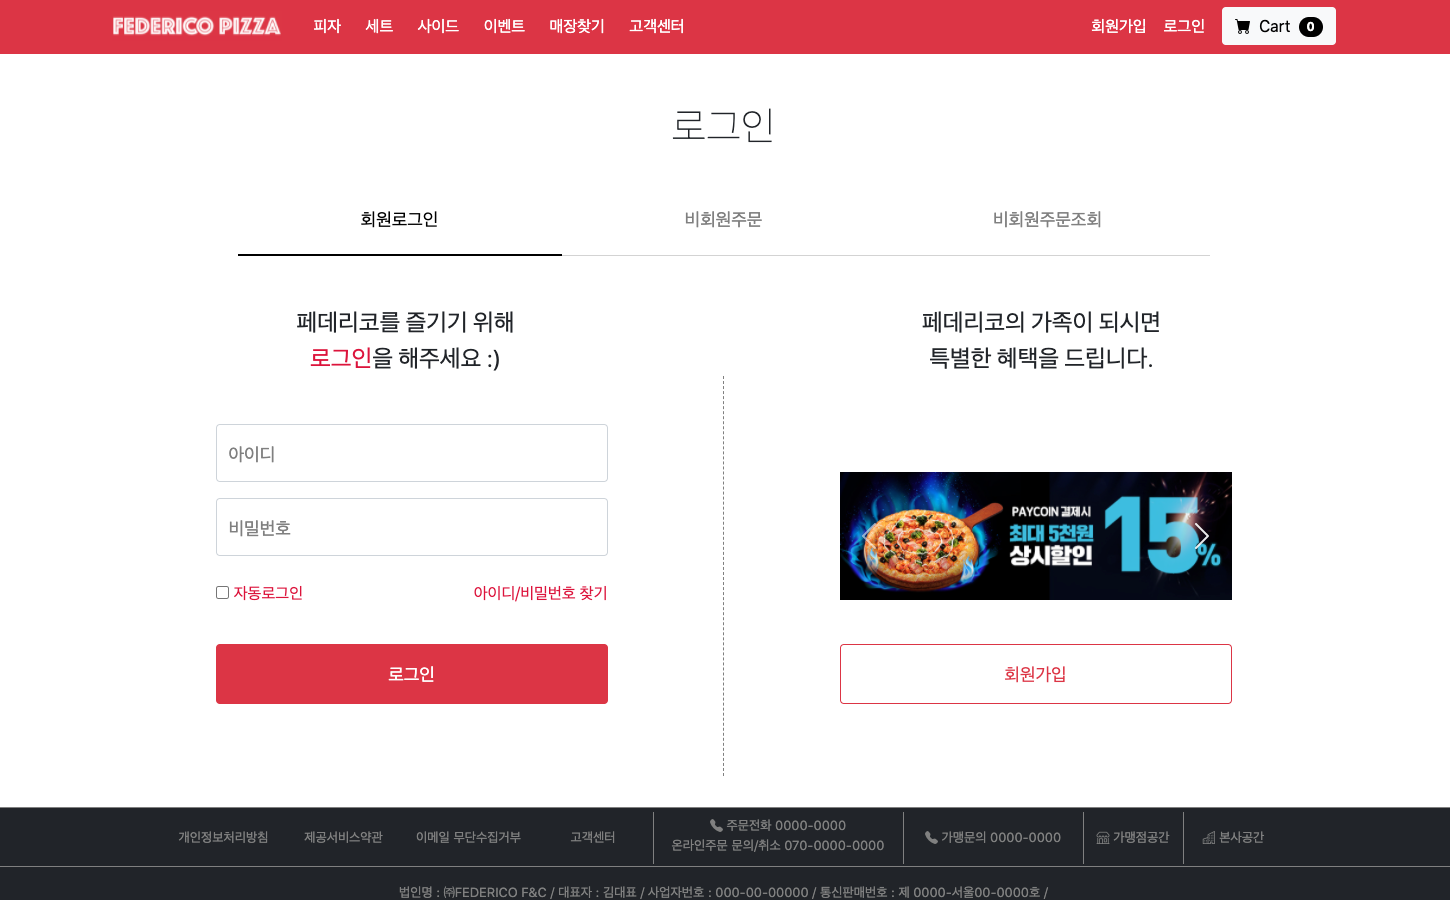 FEDERICO PIZZA 피자 세트 사이드 이벤트 매장찾기 고객센터 회원가입 로그인 Cart 0
로그인
회원로그인 비회원주문 비회원주문조회
페데리코를 즐기기 위해
로그인을 해주세요 :)
아이디
비밀번호
자동로그인 아이디/비밀번호 찾기
로그인
페데리코의 가족이 되시면
특별한 혜택을 드립니다.
PAYCOIN 결제시
최대 5천원
상시할인
15%
회원가입
개인정보처리방침 제공서비스약관 이메일 무단수집거부 고객센터
주문전화 0000-0000
온라인주문 문의/취소 070-0000-0000
가맹문의 0000-0000
가맹점공간
본사공간
법인명 : ㈜FEDERICO F&C / 대표자 : 김대표 / 사업자번호 : 000-00-00000 / 통신판매번호 : 제 0000-서울00-0000호 /